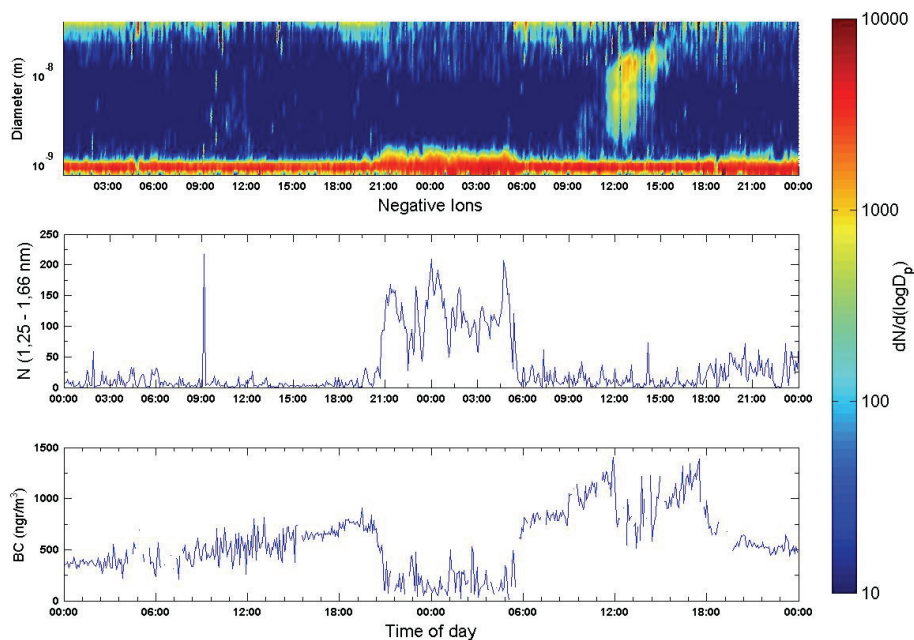 Diameter (m)
10⁻⁸
10⁻⁹
03:00 06:00 09:00 12:00 15:00 18:00 21:00 00:00 03:00 06:00 09:00 12:00 15:00 18:00 21:00 00:00
Negative Ions
N (1,25 - 1,66 nm)
250
200
150
100
50
0
00:00 03:00 06:00 09:00 12:00 15:00 18:00 21:00 00:00 03:00 06:00 09:00 12:00 15:00 18:00 21:00 00:00
BC (ngr/m³)
1500
1000
500
0
00:00 06:00 12:00 18:00 00:00 06:00 12:00 18:00 00:00
Time of day
10000
1000
100
10
dN/d(logDₚ)